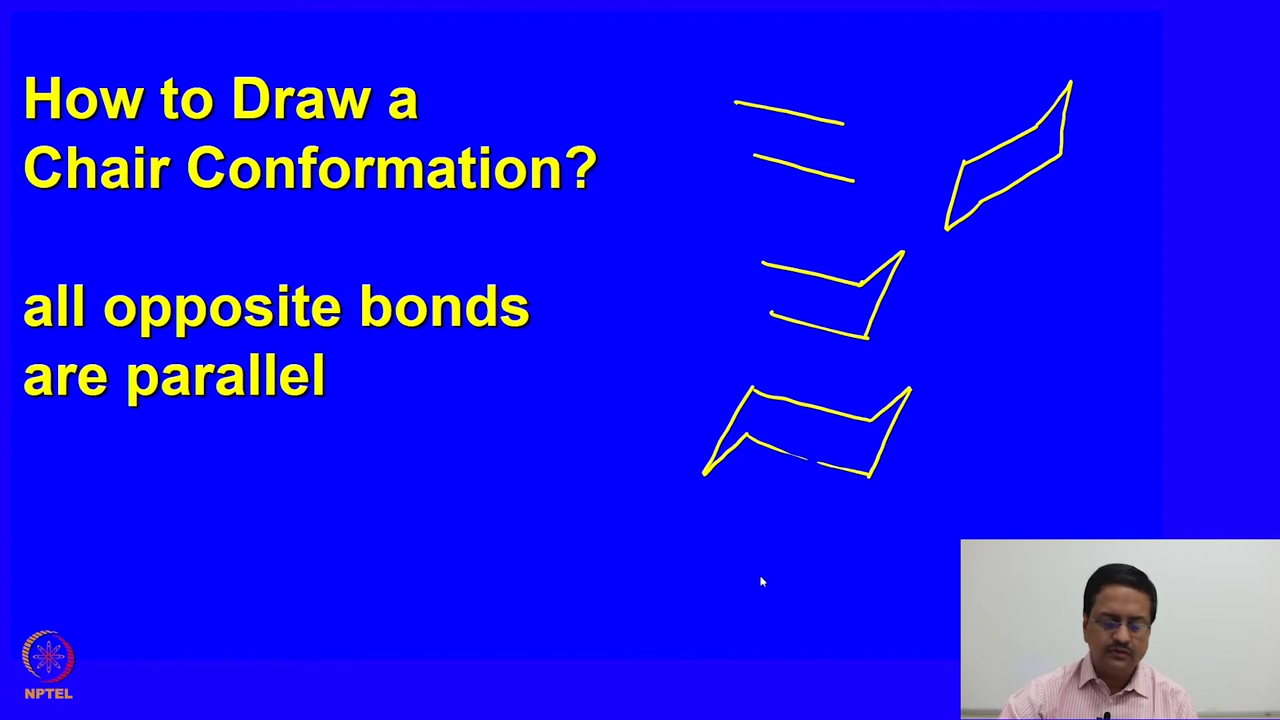 How to Draw a
Chair Conformation?
all opposite bonds
are parallel
NPTEL